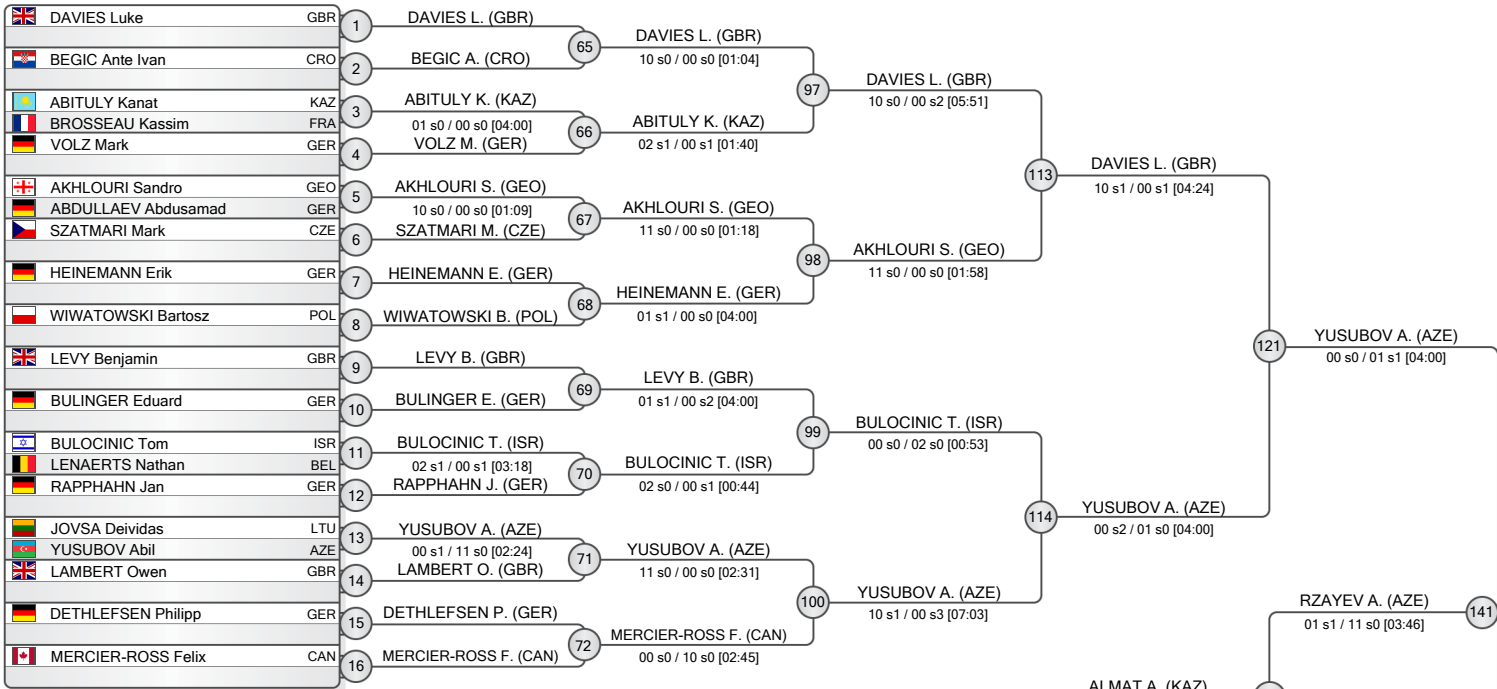 DAVIES Luke GBR
BEGIC Ante Ivan CRO
ABITULY Kanat KAZ
BROSSEAU Kassim FRA
VOLZ Mark GER
AKHLOURI Sandro GEO
ABDULLAEV Abdusamad GER
SZATMARI Mark CZE
HEINEMANN Erik GER
WIWATOWSKI Bartosz POL
LEVY Benjamin GBR
BULINGER Eduard GER
BULOCINIC Tom ISR
LENAERTS Nathan BEL
RAPPHAHN Jan GER
JOVSA Deividas LTU
YUSUBOV Abil AZE
LAMBERT Owen GBR
DETHLEFSEN Philipp GER
MERCIER-ROSS Felix CAN
1
2
3
4
5
6
7
8
9
10
11
12
13
14
15
16
DAVIES L. (GBR)
BEGIC A. (CRO)
ABITULY K. (KAZ)
01 s0 / 00 s0 [04:00]
VOLZ M. (GER)
AKHLOURI S. (GEO)
10 s0 / 00 s0 [01:09]
SZATMARI M. (CZE)
HEINEMANN E. (GER)
WIWATOWSKI B. (POL)
LEVY B. (GBR)
BULINGER E. (GER)
BULOCINIC T. (ISR)
02 s1 / 00 s1 [03:18]
RAPPHAHN J. (GER)
YUSUBOV A. (AZE)
00 s1 / 11 s0 [02:24]
LAMBERT O. (GBR)
DETHLEFSEN P. (GER)
MERCIER-ROSS F. (CAN)
65
66
67
68
69
70
71
72
DAVIES L. (GBR)
10 s0 / 00 s0 [01:04]
ABITULY K. (KAZ)
02 s1 / 00 s1 [01:40]
AKHLOURI S. (GEO)
11 s0 / 00 s0 [01:18]
HEINEMANN E. (GER)
01 s1 / 00 s0 [04:00]
LEVY B. (GBR)
01 s1 / 00 s2 [04:00]
BULOCINIC T. (ISR)
02 s0 / 00 s1 [00:44]
YUSUBOV A. (AZE)
11 s0 / 00 s0 [02:31]
MERCIER-ROSS F. (CAN)
00 s0 / 10 s0 [02:45]
97
98
99
100
DAVIES L. (GBR)
10 s0 / 00 s2 [05:51]
AKHLOURI S. (GEO)
11 s0 / 00 s0 [01:58]
BULOCINIC T. (ISR)
00 s0 / 02 s0 [00:53]
YUSUBOV A. (AZE)
10 s1 / 00 s3 [07:03]
113
114
DAVIES L. (GBR)
10 s1 / 00 s1 [04:24]
YUSUBOV A. (AZE)
00 s2 / 01 s0 [04:00]
121
YUSUBOV A. (AZE)
00 s0 / 01 s1 [04:00]
RZAYEV A. (AZE)
01 s1 / 11 s0 [03:46]
141
ALMAT A. (KAZ)